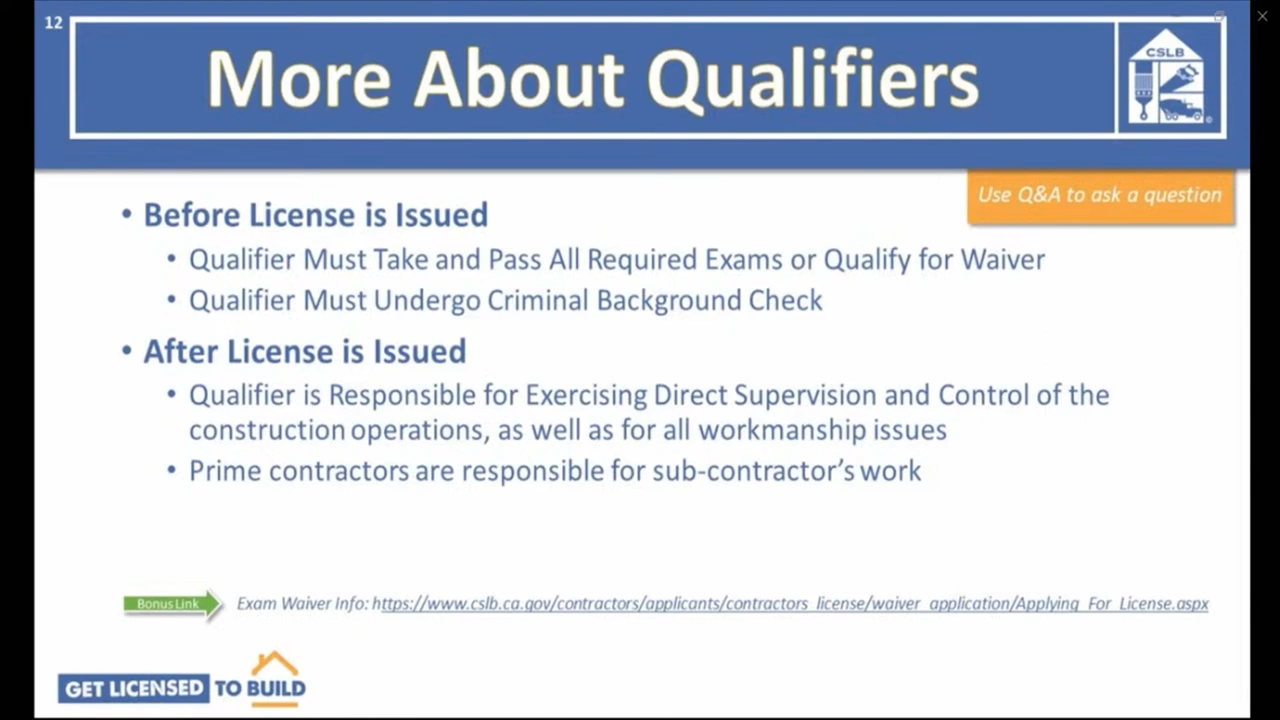 12
More About Qualifiers
CSLB
Use Q&A to ask a question
• Before License is Issued
• Qualifier Must Take and Pass All Required Exams or Qualify for Waiver
• Qualifier Must Undergo Criminal Background Check
• After License is Issued
• Qualifier is Responsible for Exercising Direct Supervision and Control of the
construction operations, as well as for all workmanship issues
• Prime contractors are responsible for sub-contractor's work
Bonus Link
Exam Waiver Info: https://www.cslb.ca.gov/contractors/applicants/contractors_license/waiver_application/Applying_For_License.aspx
GET LICENSED TO BUILD